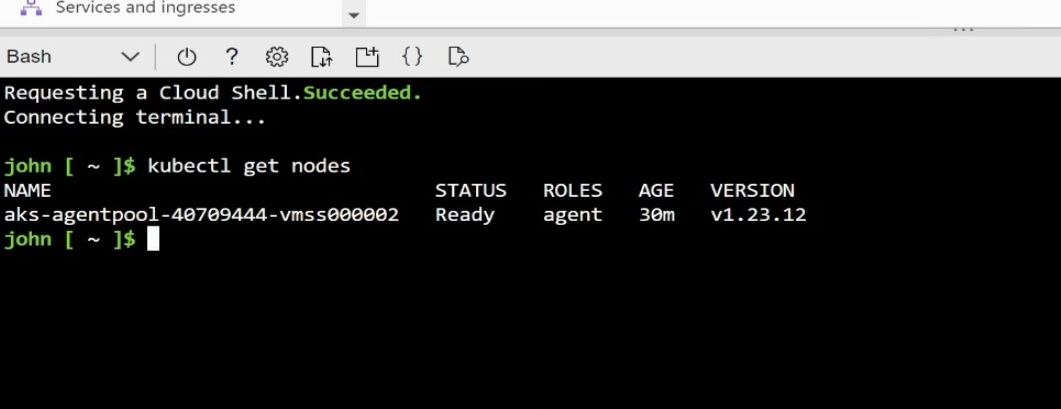 Services and ingresses
Bash
Requesting a Cloud Shell.Succeeded.
Connecting terminal...
john [ ~ ]$ kubectl get nodes
NAME STATUS ROLES AGE VERSION
aks-agentpool-40709444-vmss000002 Ready agent 30m v1.23.12
john [ ~ ]$